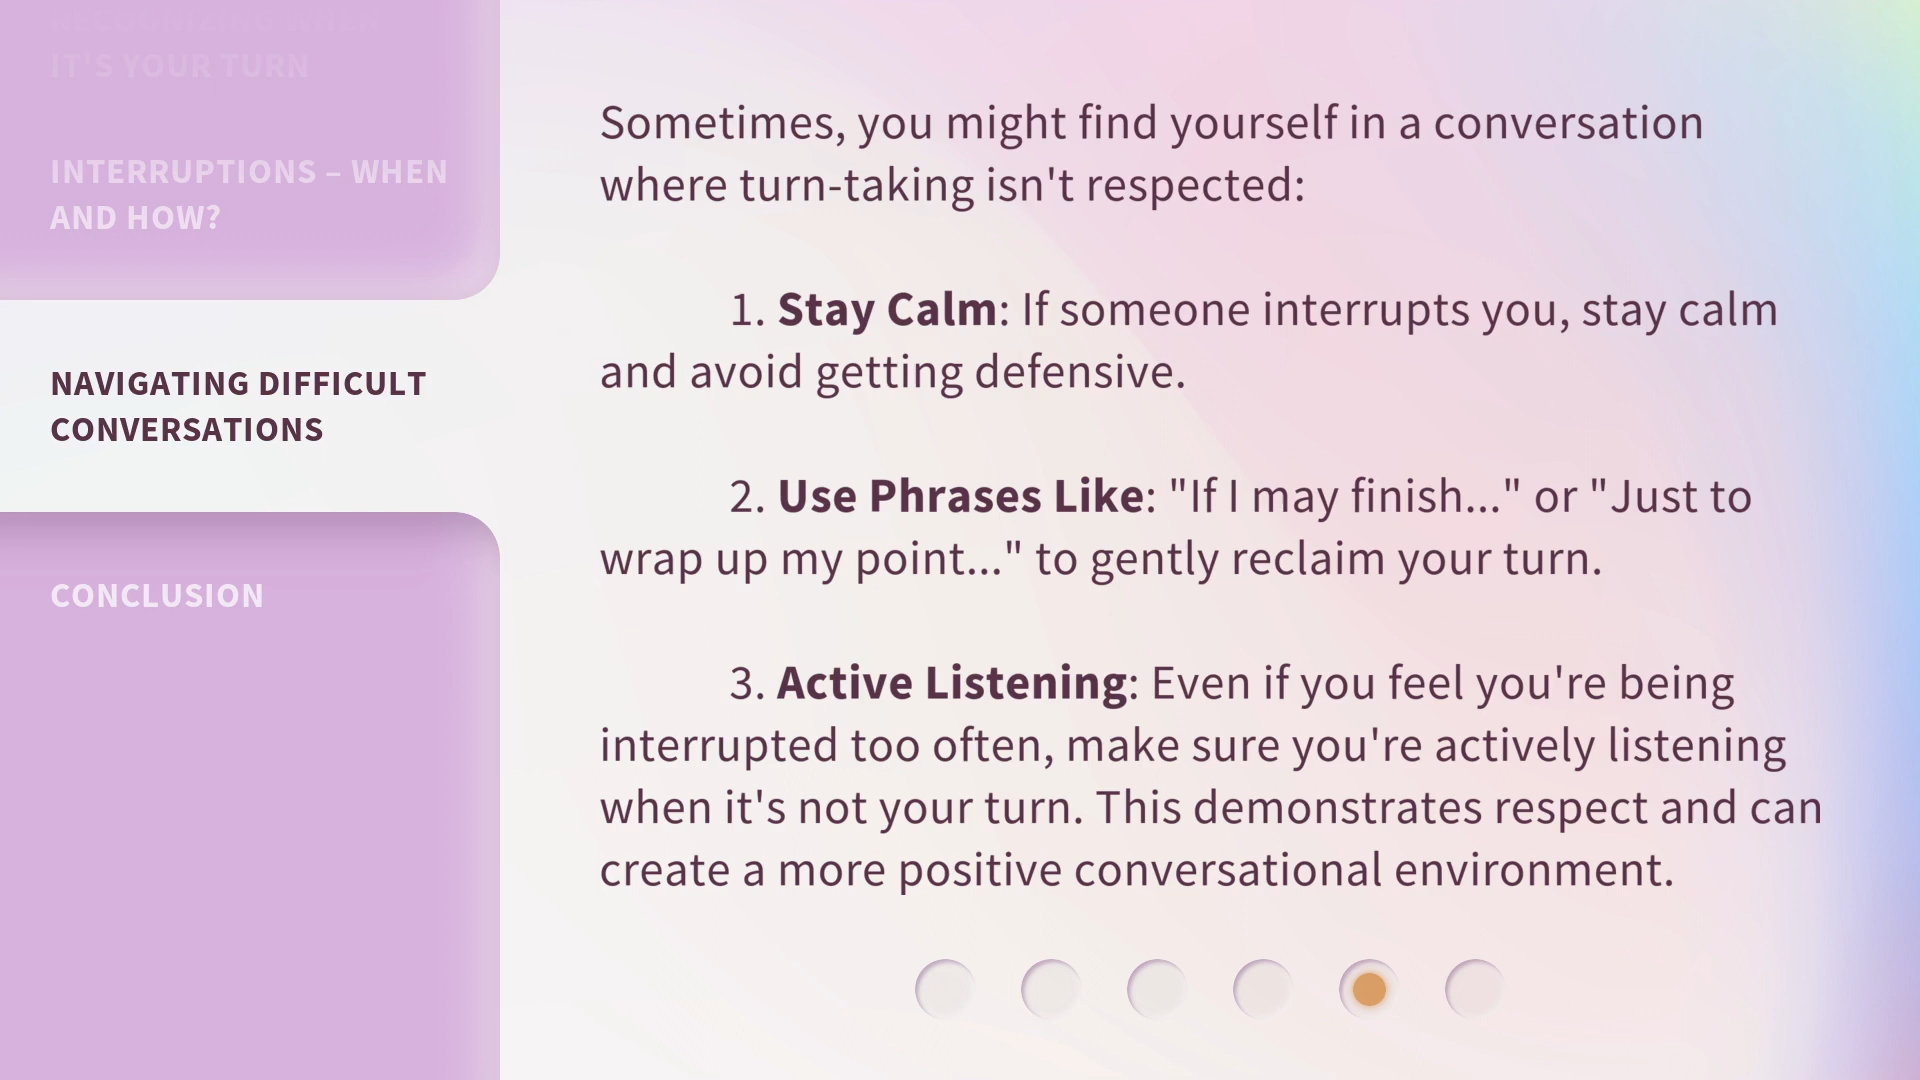 RECOGNIZING WHEN
IT'S YOUR TURN
INTERRUPTIONS – WHEN
AND HOW?
NAVIGATING DIFFICULT
CONVERSATIONS
CONCLUSION
Sometimes, you might find yourself in a conversation
where turn-taking isn't respected:
1. Stay Calm: If someone interrupts you, stay calm
and avoid getting defensive.
2. Use Phrases Like: "If I may finish..." or "Just to
wrap up my point..." to gently reclaim your turn.
3. Active Listening: Even if you feel you're being
interrupted too often, make sure you're actively listening
when it's not your turn. This demonstrates respect and can
create a more positive conversational environment.